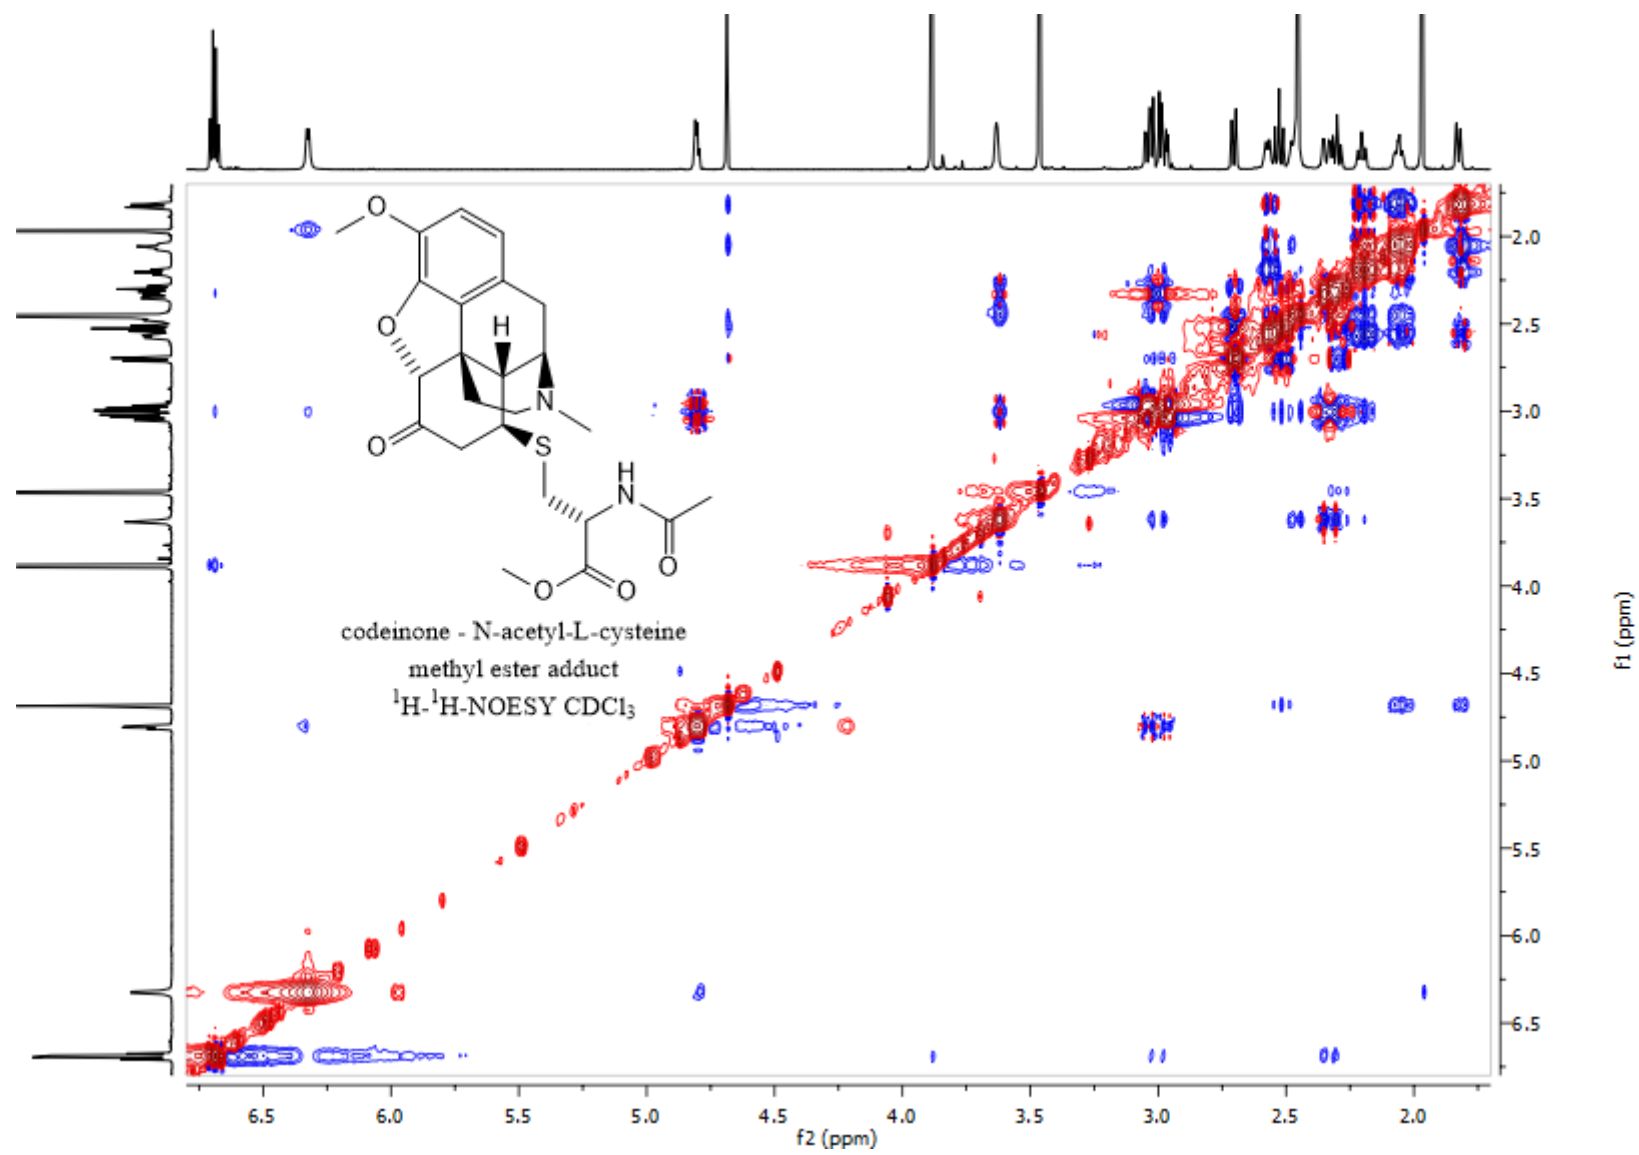 2.0
2.5
3.0
3.5
4.0
4.5
5.0
5.5
6.0
6.5
f1 (ppm)
O
O
H
N
O
S
H
N
O
O
O
codeinone - N-acetyl-L-cysteine
methyl ester adduct
¹H-¹H-NOESY CDCl₃
6.5 6.0 5.5 5.0 4.5 4.0 3.5 3.0 2.5 2.0
f2 (ppm)